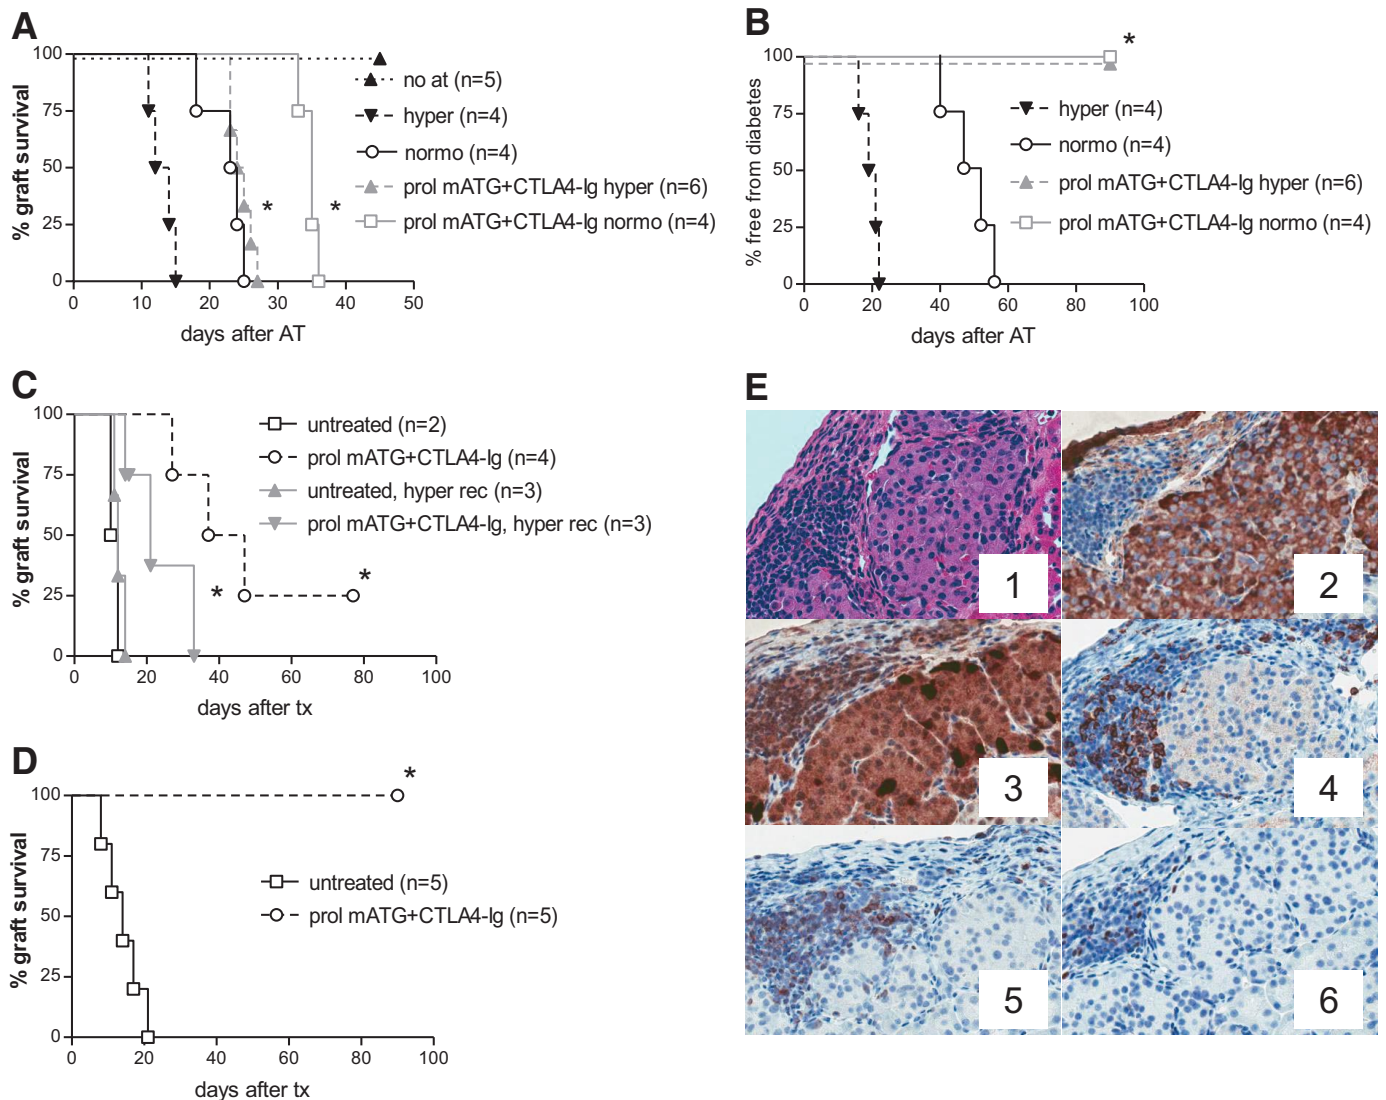 A
% graft survival
100
75
50
25
0
0 10 20 30 40 50
days after AT
no at (n=5)
hyper (n=4)
normo (n=4)
prol mATG+CTLA4-Ig hyper (n=6)
prol mATG+CTLA4-Ig normo (n=4)
* *
B
% free from diabetes
100
75
50
25
0
0 20 40 60 80 100
days after AT
*
hyper (n=4)
normo (n=4)
prol mATG+CTLA4-Ig hyper (n=6)
prol mATG+CTLA4-Ig normo (n=4)
C
% graft survival
100
75
50
25
0
0 20 40 60 80 100
days after tx
untreated (n=2)
prol mATG+CTLA4-Ig (n=4)
untreated, hyper rec (n=3)
prol mATG+CTLA4-Ig, hyper rec (n=3)
* *
D
% graft survival
100
75
50
25
0
0 20 40 60 80 100
days after tx
*
untreated (n=5)
prol mATG+CTLA4-Ig (n=5)
E
1 2
3 4
5 6